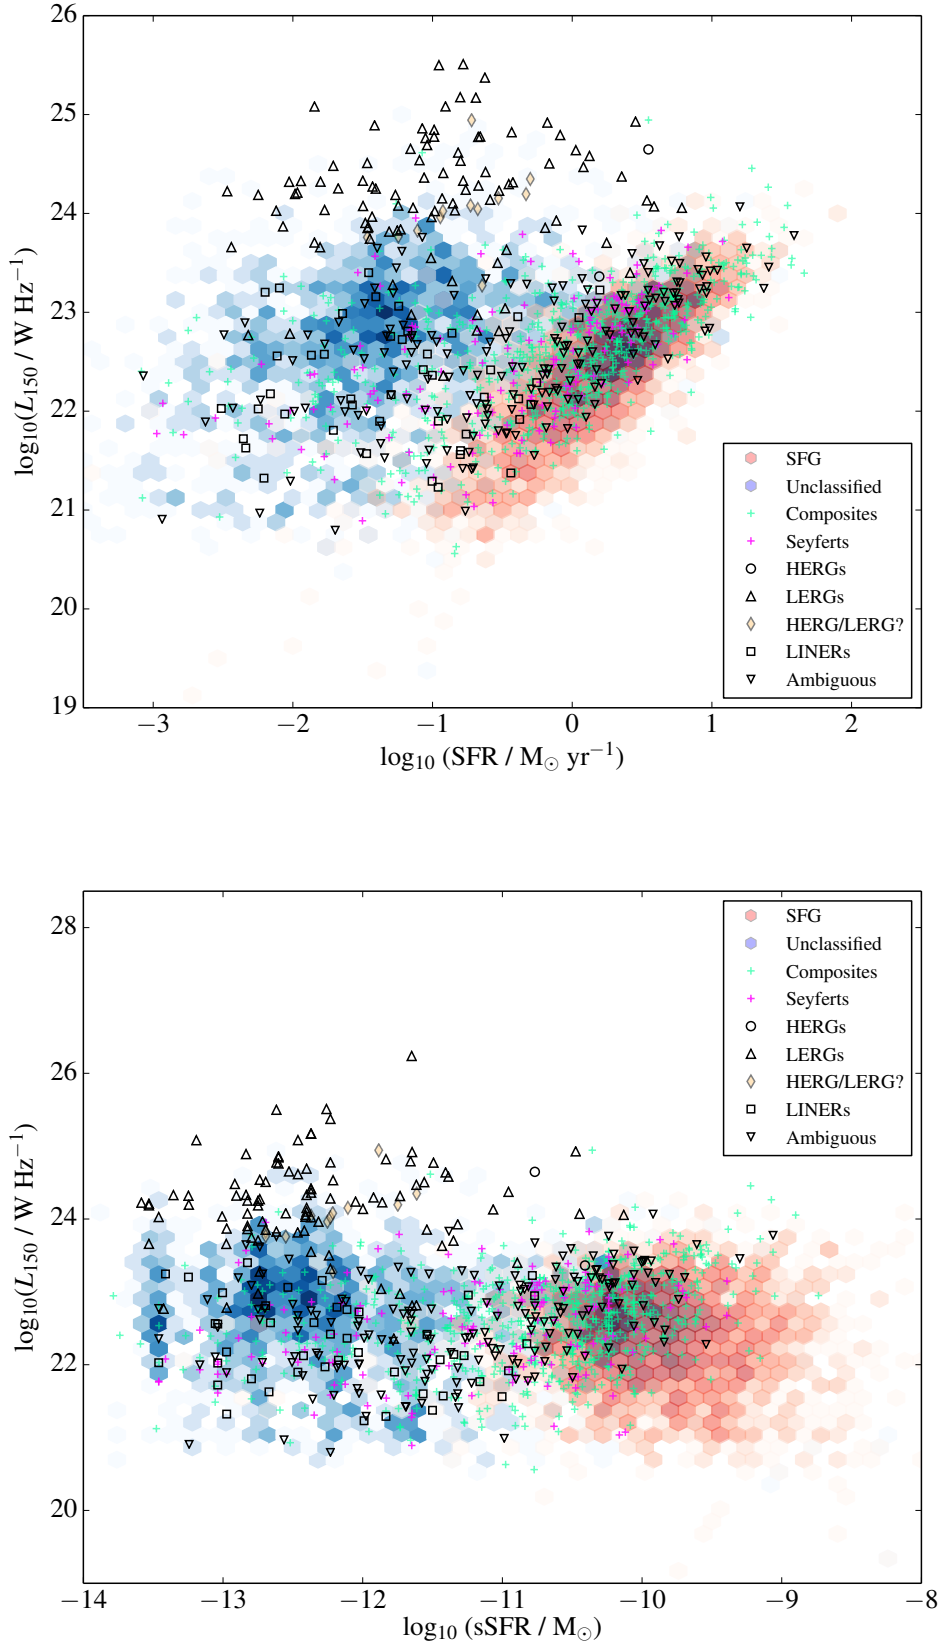 26
25
24
23
22
21
20
19
log₁₀(L₁₅₀ / W Hz⁻¹)
SFG
Unclassified
Composites
Seyferts
HERGs
LERGs
HERG/LERG?
LINERs
Ambiguous
−3 −2 −1 0 1 2
log₁₀ (SFR / M☉ yr⁻¹)
28
26
24
22
20
log₁₀(L₁₅₀ / W Hz⁻¹)
SFG
Unclassified
Composites
Seyferts
HERGs
LERGs
HERG/LERG?
LINERs
Ambiguous
−14 −13 −12 −11 −10 −9 −8
log₁₀ (sSFR / M☉)